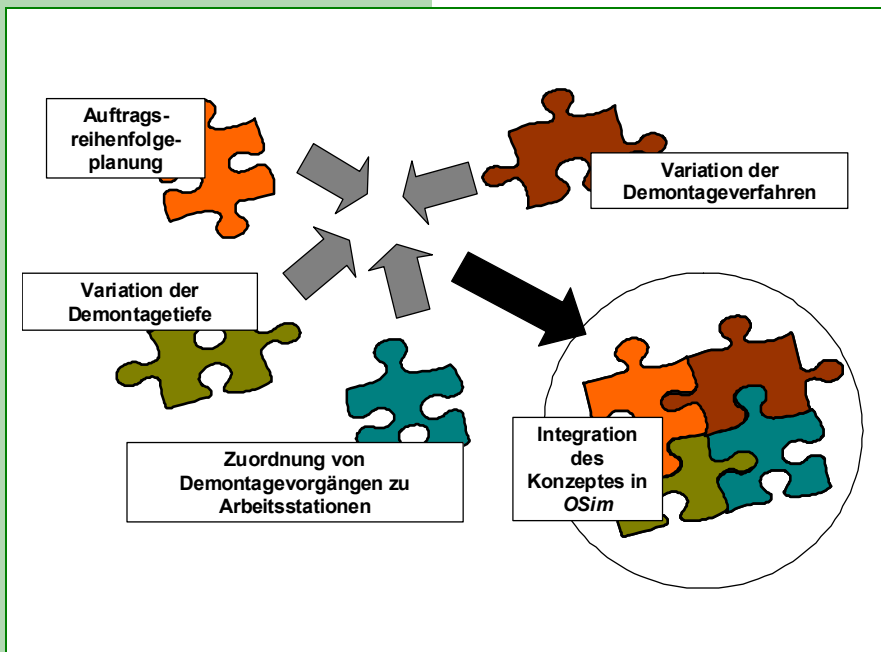 Auftrags-
reihenfolge-
planung
Variation der
Demontageverfahren
Variation der
Demontagetiefe
Zuordnung von
Demontagevorgängen zu
Arbeitsstationen
Integration
des
Konzeptes in
OSim